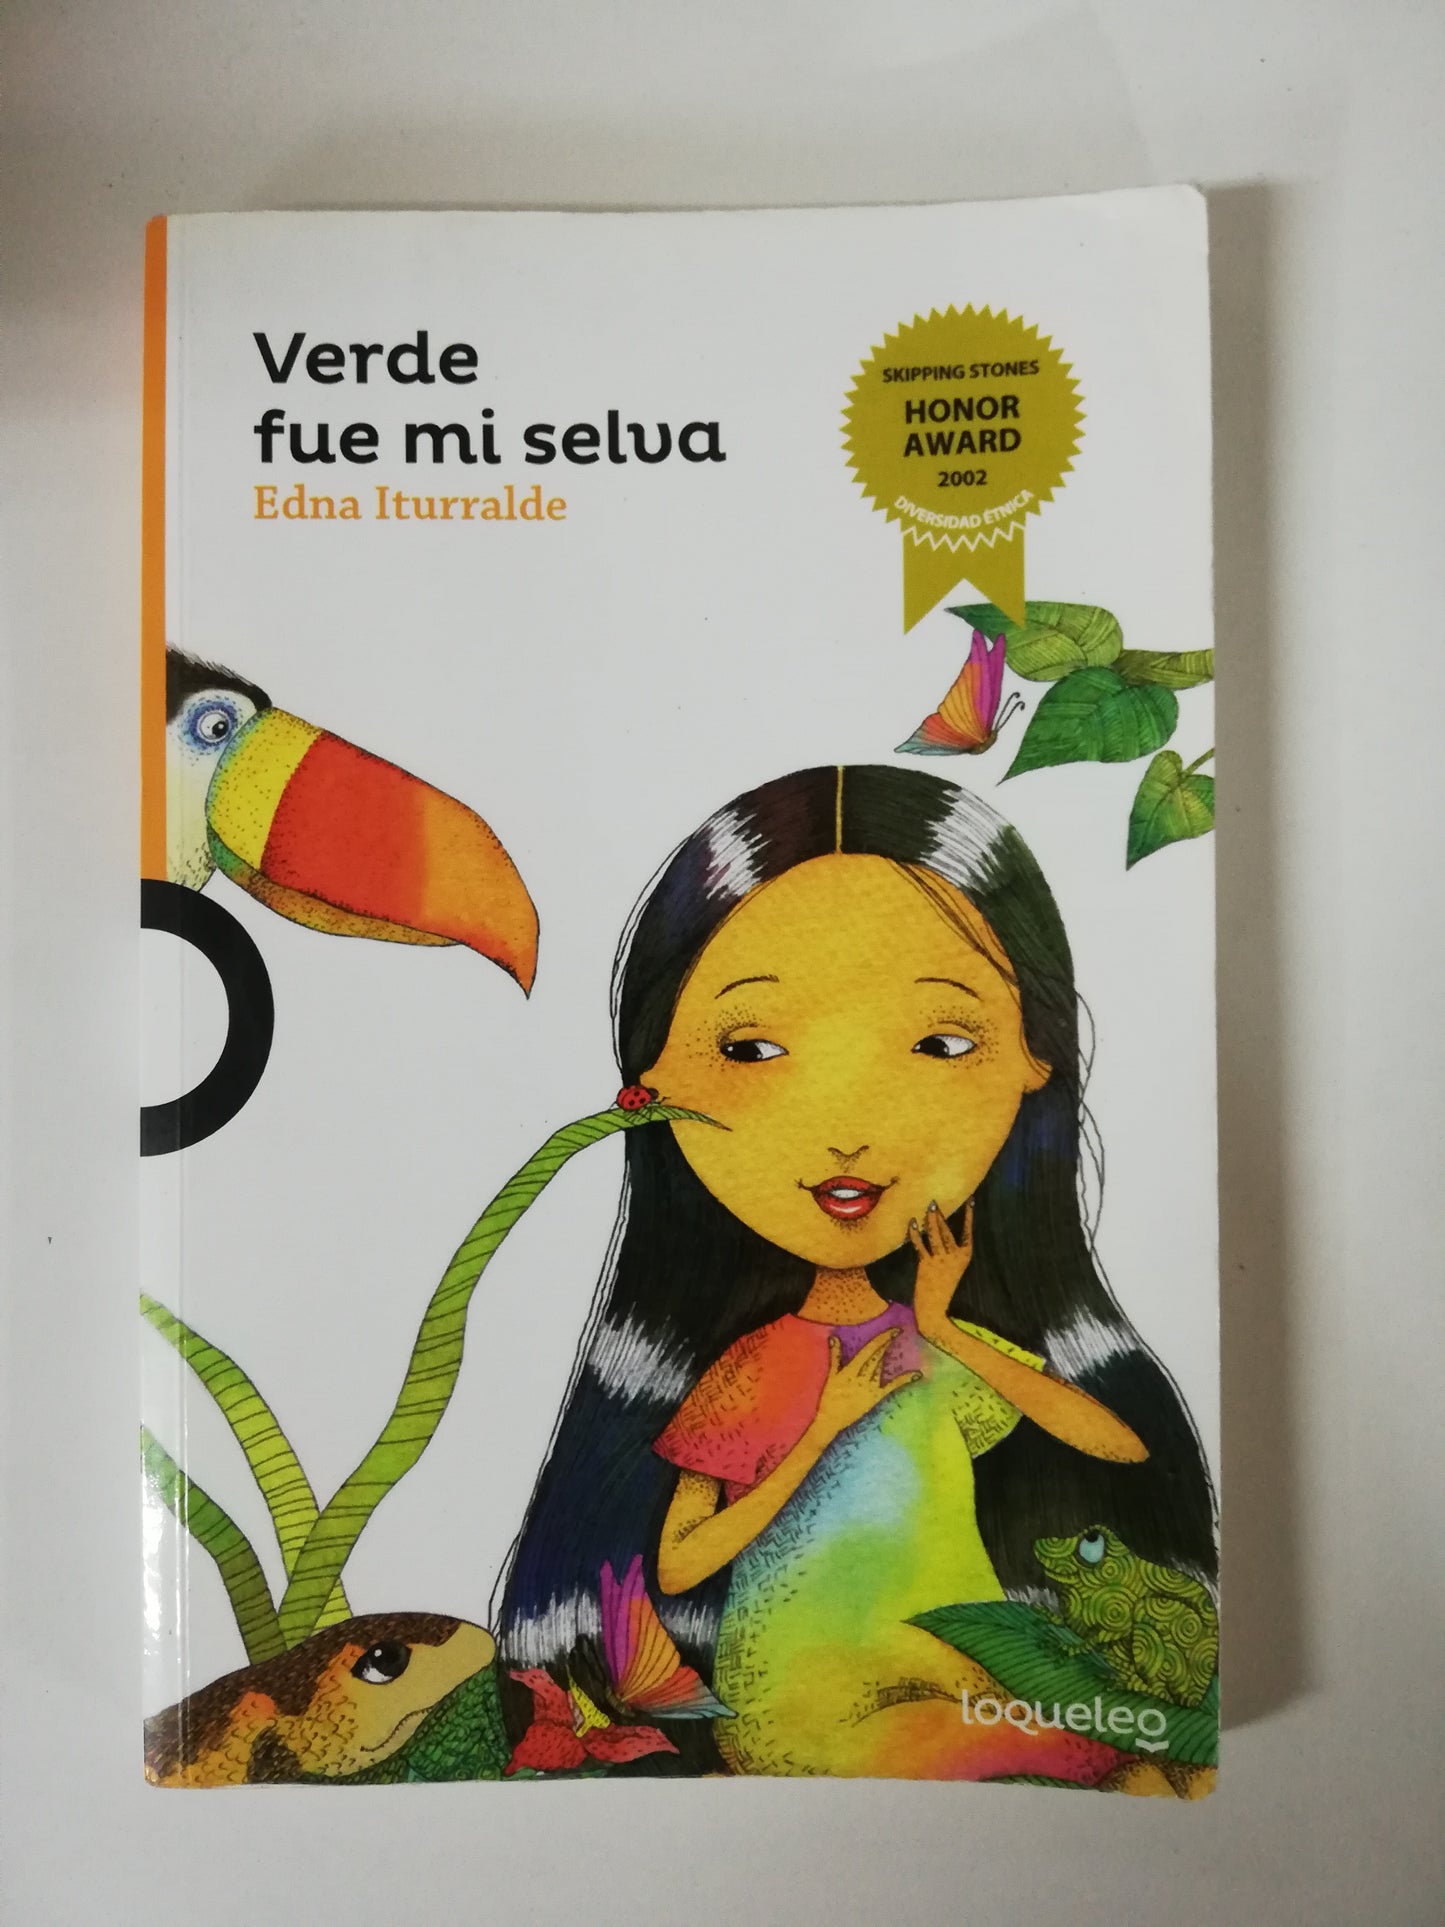 Verde
fue mi selva
Edna Iturralde
SKIPPING STONES
HONOR
AWARD
2002
DIVERSIDAD ÉTNICA
loqueleo